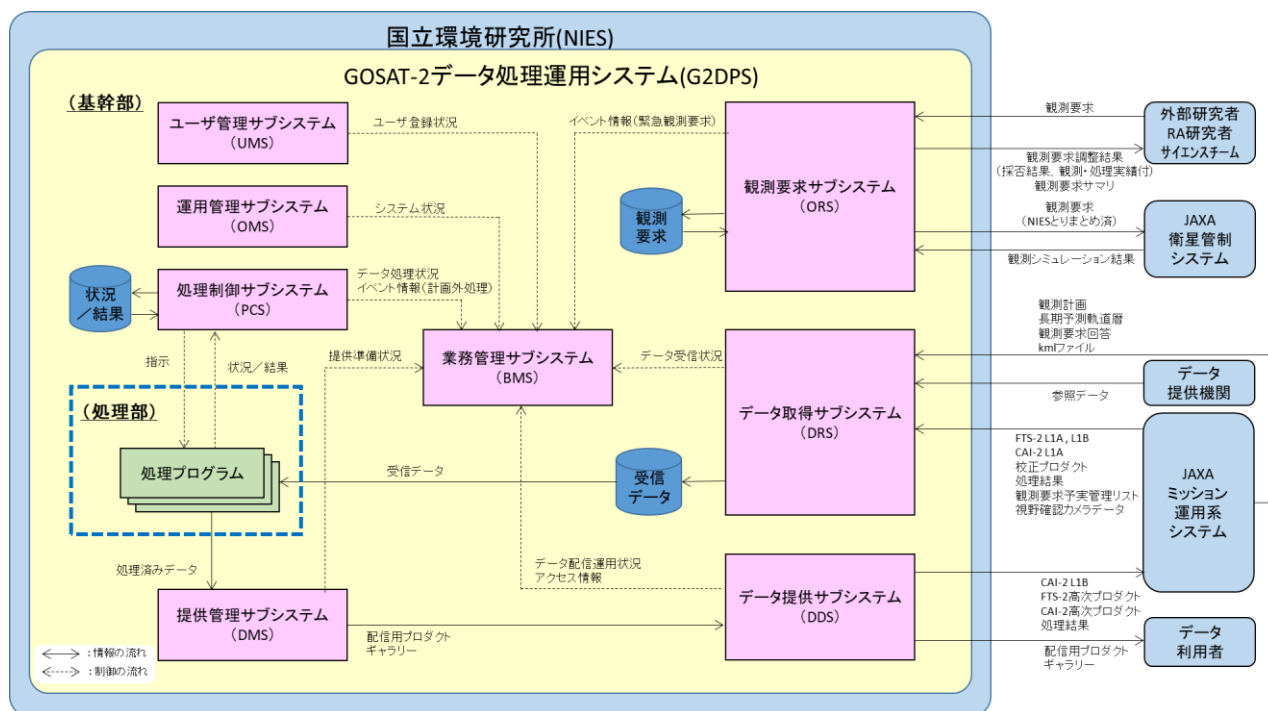 国立環境研究所(NIES)
GOSAT-2データ処理運用システム(G2DPS)
（基幹部）
ユーザ管理サブシステム
(UMS)
ユーザ登録状況
イベント情報（緊急観測要求）
観測要求
外部研究者
RA研究者
サイエンスチーム
観測要求調整結果
（採否結果、観測・処理実績付）
観測要求サマリ
運用管理サブシステム
(OMS)
システム状況
観測
要求
観測要求サブシステム
(ORS)
観測要求
(NIESとりまとめ済)
JAXA
衛星管制
システム
観測シミュレーション結果
状況
／結果
処理制御サブシステム
(PCS)
データ処理状況
イベント情報（計画外処理）
観測計画
長期予測軌道暦
観測要求回答
kmlファイル
指示
状況／結果
提供準備状況
業務管理サブシステム
(BMS)
データ受信状況
データ
提供機関
参照データ
（処理部）
処理プログラム
受信データ
受信
データ
データ取得サブシステム
(DRS)
FTS-2 L1A , L1B
CAI-2 L1A
校正プロダクト
処理結果
観測要求予実管理リスト
視野確認カメラデータ
JAXA
ミッション
運用系
システム
処理済みデータ
データ配信運用状況
アクセス情報
データ提供サブシステム
(DDS)
CAI-2 L1B
FTS-2高次プロダクト
CAI-2高次プロダクト
処理結果
提供管理サブシステム
(DMS)
配信用プロダクト
ギャラリー
配信用プロダクト
ギャラリー
データ
利用者
：情報の流れ
：制御の流れ